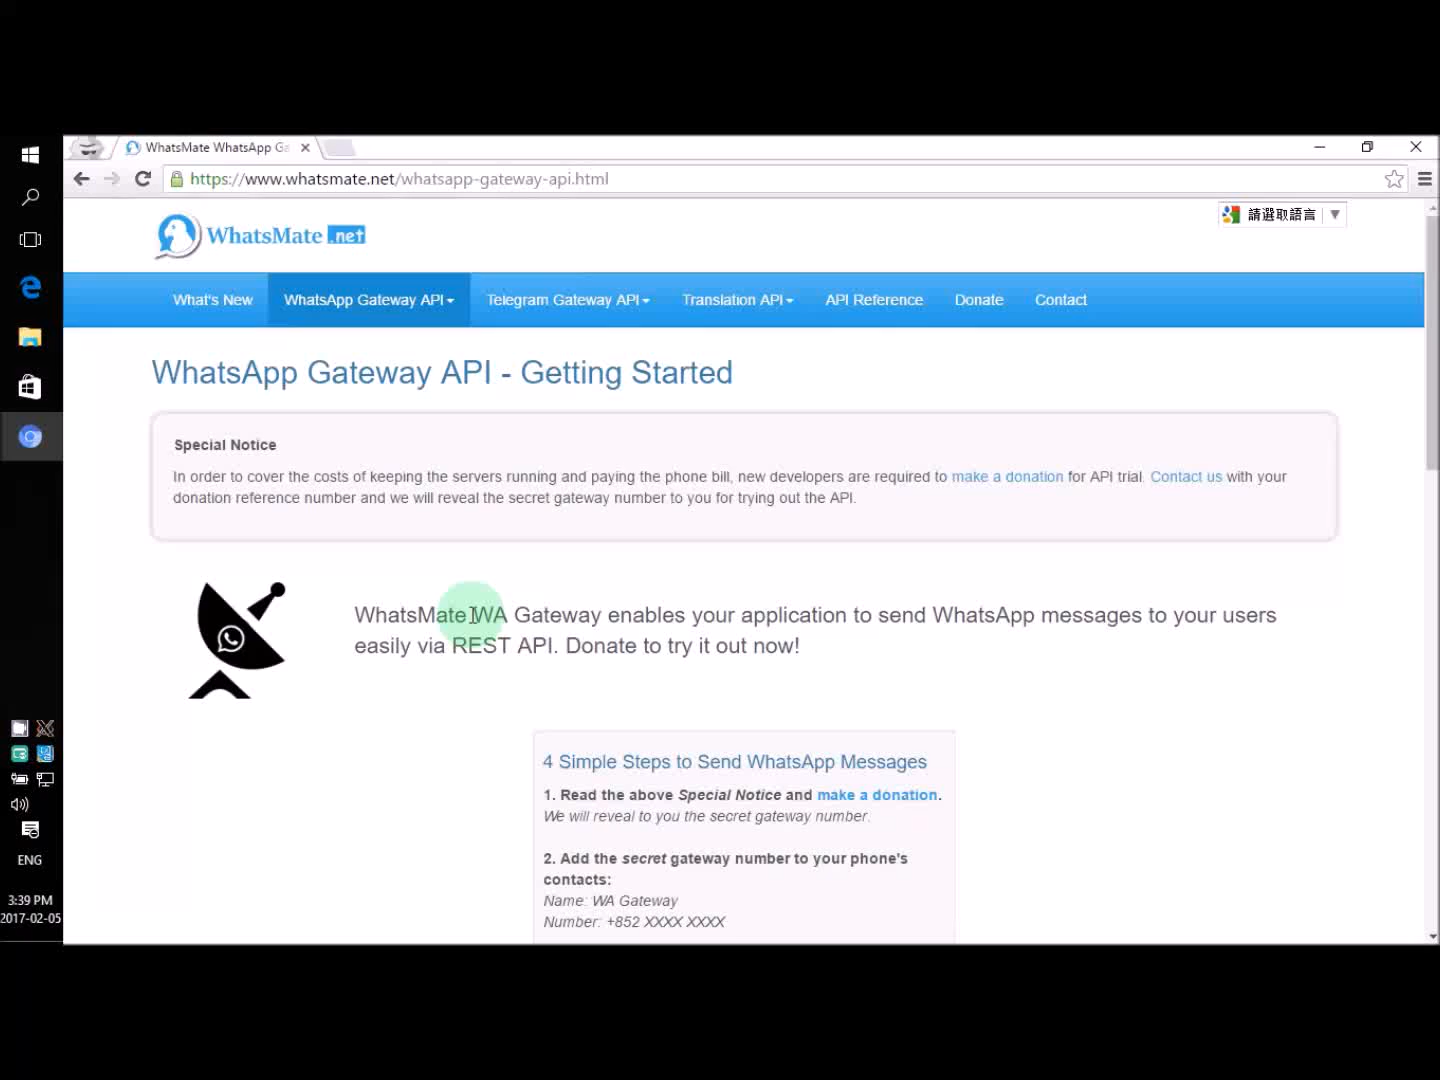 WhatsMate WhatsApp Ga
https://www.whatsmate.net/whatsapp-gateway-api.html
WhatsMate .net
請選取語言
What's New WhatsApp Gateway API Telegram Gateway API Translation API API Reference Donate Contact
WhatsApp Gateway API - Getting Started
Special Notice
In order to cover the costs of keeping the servers running and paying the phone bill, new developers are required to make a donation for API trial. Contact us with your
donation reference number and we will reveal the secret gateway number to you for trying out the API.
WhatsMate WA Gateway enables your application to send WhatsApp messages to your users
easily via REST API. Donate to try it out now!
4 Simple Steps to Send WhatsApp Messages
1. Read the above Special Notice and make a donation.
We will reveal to you the secret gateway number.
2. Add the secret gateway number to your phone's
contacts:
Name: WA Gateway
Number: +852 XXXX XXXX
ENG
3:39 PM
2017-02-05